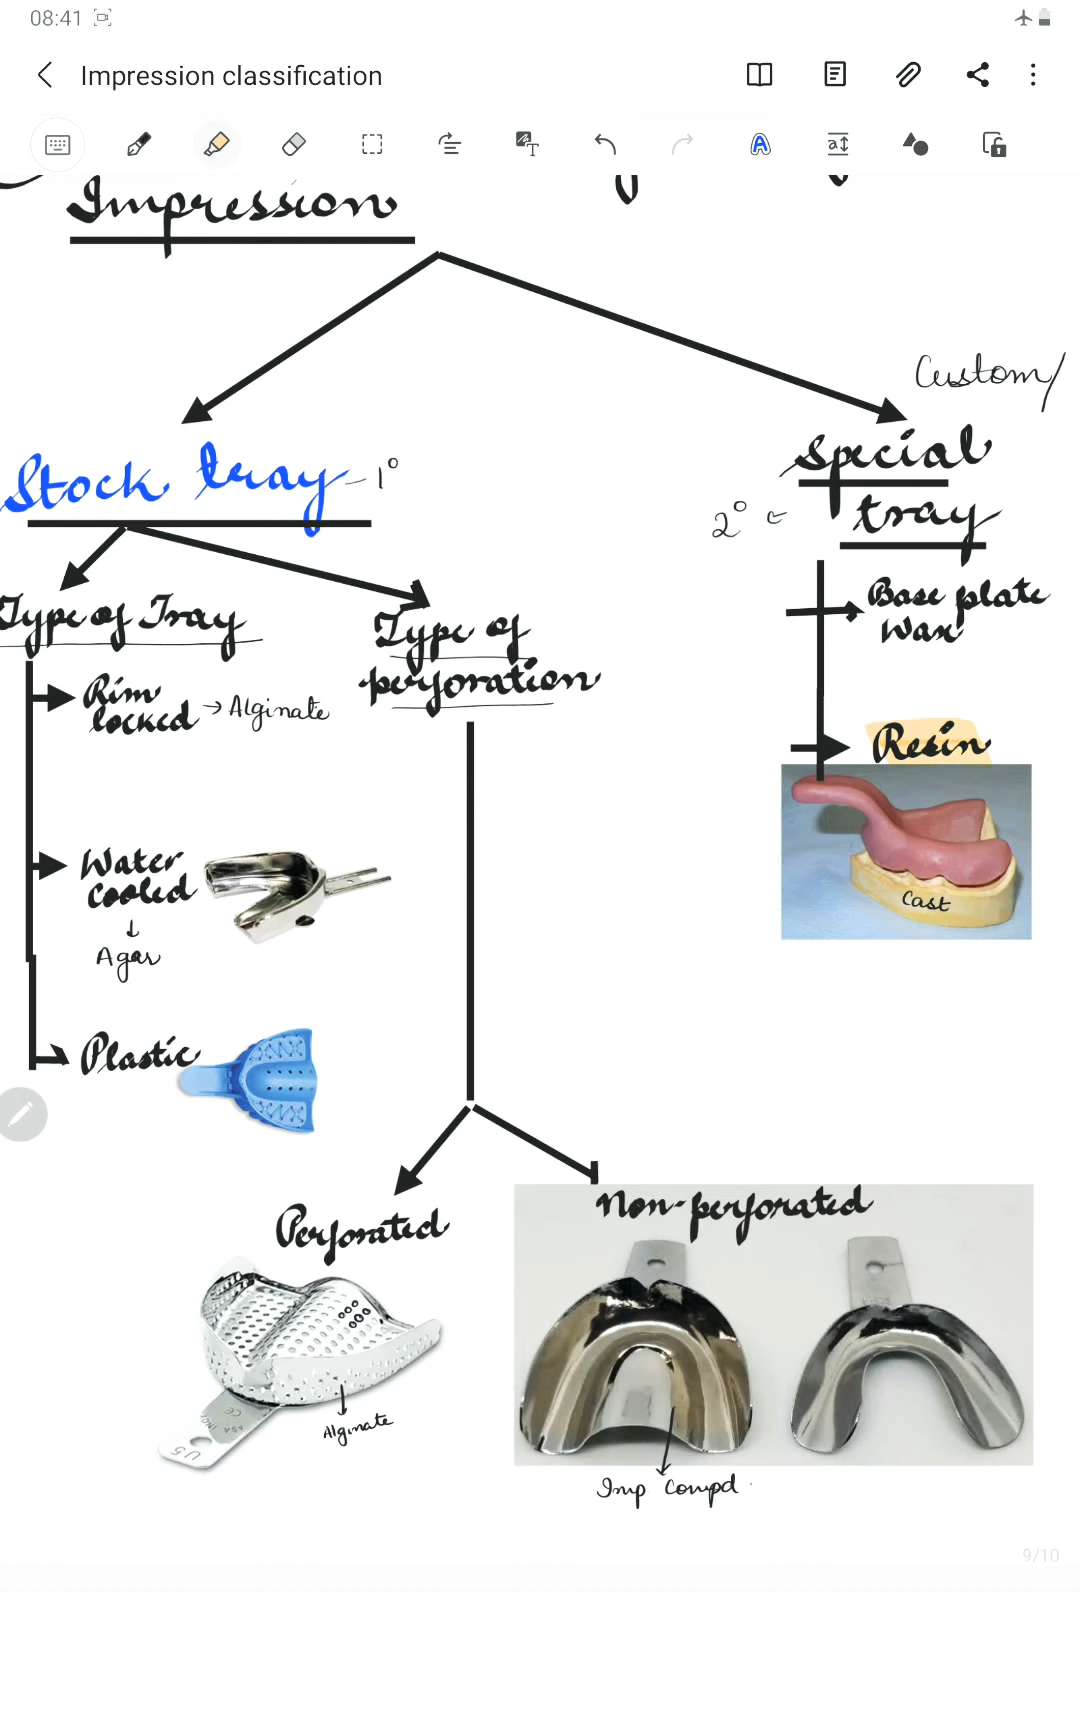 08:41
Impression classification
Impression
Custom/
Special
tray
2°
Stock tray - 1°
Type of Tray
Type of
perforation
Base plate
Wax
Rim
locked → Alginate
Resin
Water
Cooled
Agar
Cast
Plastic
Perforated
Non-perforated
Alginate
U5
Imp Compd
9/10